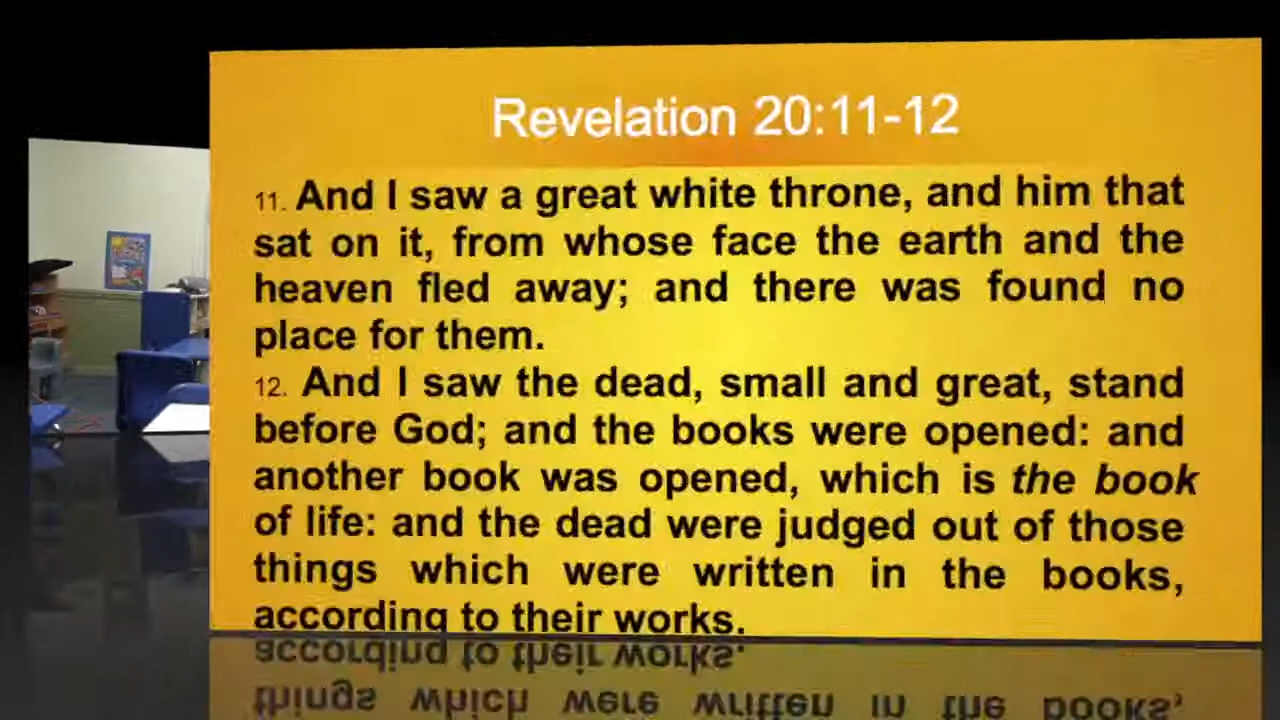 Revelation 20:11-12
11. And I saw a great white throne, and him that
sat on it, from whose face the earth and the
heaven fled away; and there was found no
place for them.
12. And I saw the dead, small and great, stand
before God; and the books were opened: and
another book was opened, which is the book
of life: and the dead were judged out of those
things which were written in the books,
according to their works.